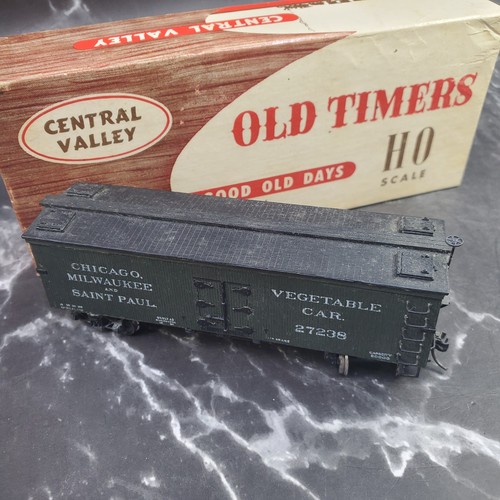 CENTRAL VALLEY
CENTRAL
VALLEY
OLD TIMERS
GOOD OLD DAYS
HO
SCALE
CHICAGO,
MILWAUKEE
AND
SAINT PAUL.
VEGETABLE
CAR.
27238
CAPACITY